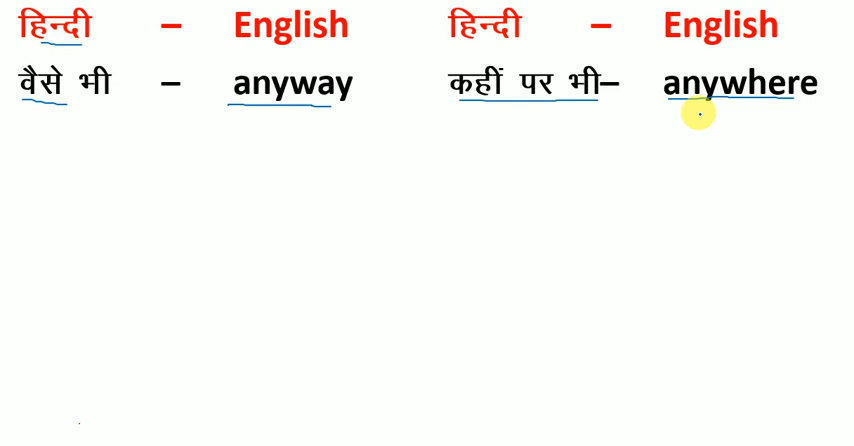 हिन्दी – English हिन्दी – English
वैसे भी – anyway कहीं पर भी– anywhere